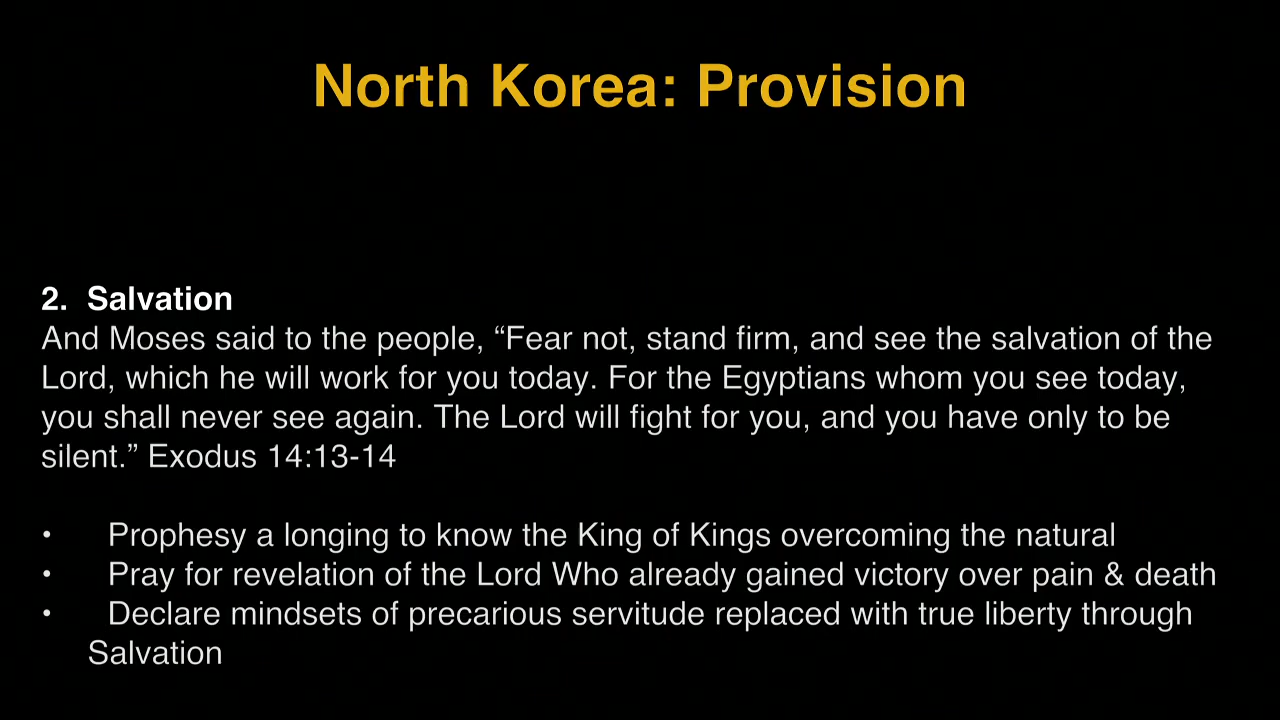 North Korea: Provision
2. Salvation
And Moses said to the people, “Fear not, stand firm, and see the salvation of the
Lord, which he will work for you today. For the Egyptians whom you see today,
you shall never see again. The Lord will fight for you, and you have only to be
silent.” Exodus 14:13-14
• Prophesy a longing to know the King of Kings overcoming the natural
• Pray for revelation of the Lord Who already gained victory over pain & death
• Declare mindsets of precarious servitude replaced with true liberty through
Salvation